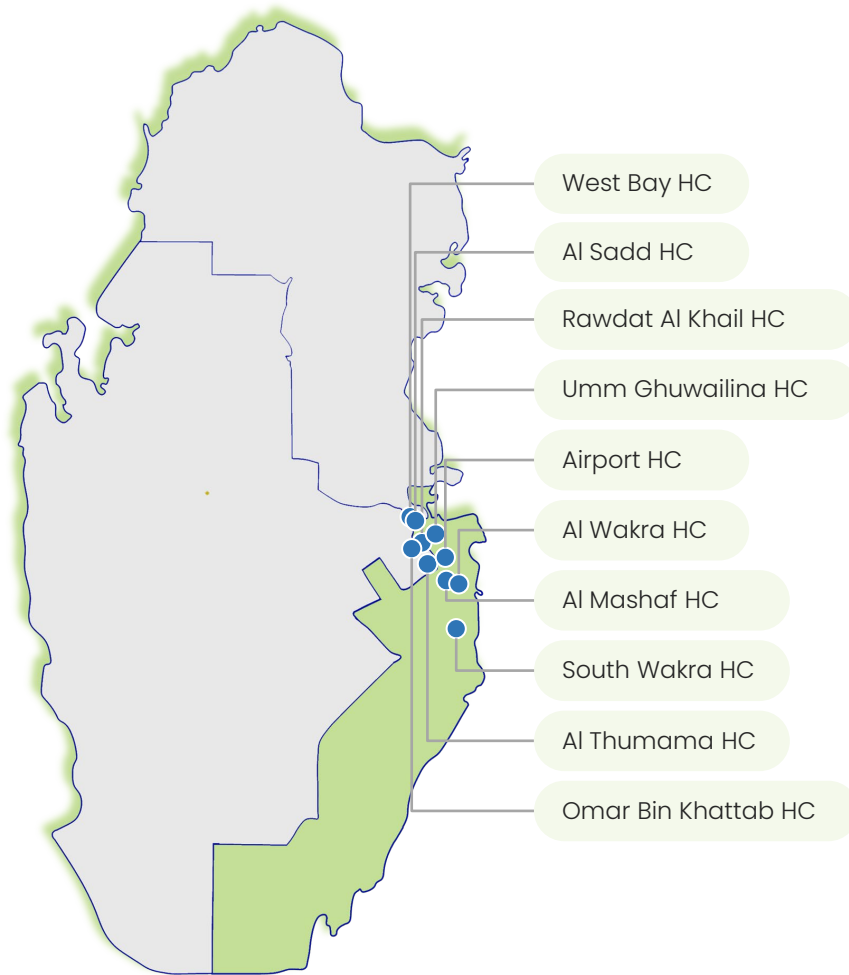 West Bay HC
Al Sadd HC
Rawdat Al Khail HC
Umm Ghuwailina HC
Airport HC
Al Wakra HC
Al Mashaf HC
South Wakra HC
Al Thumama HC
Omar Bin Khattab HC